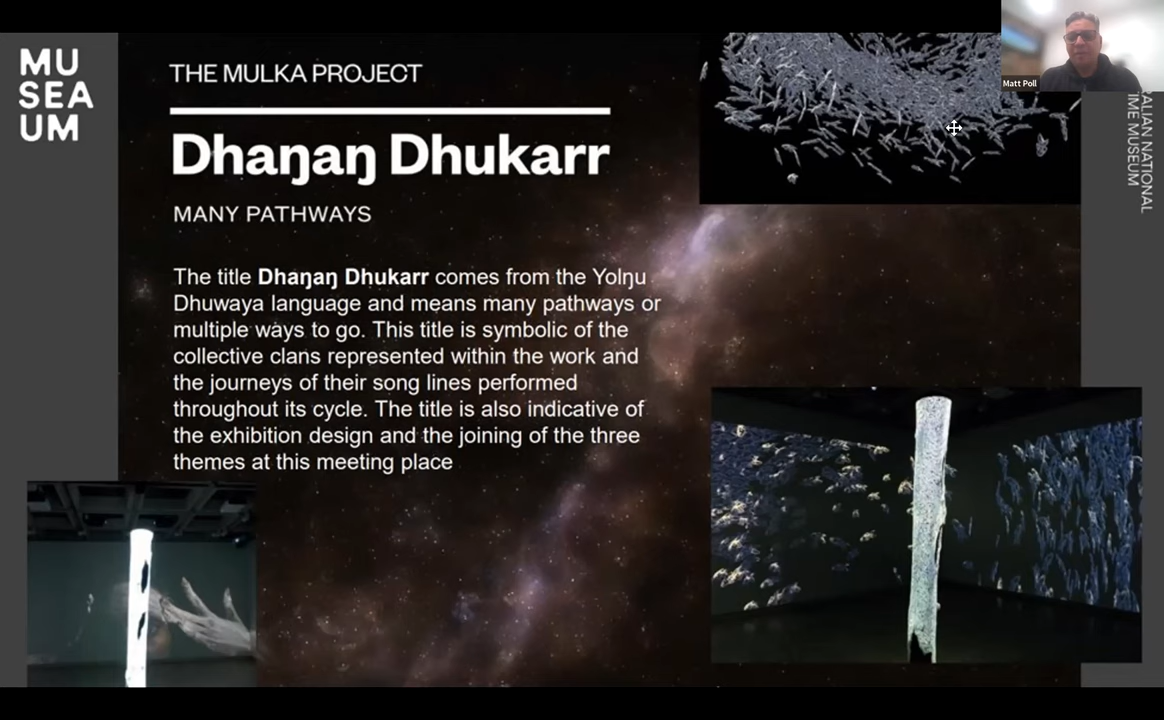 MU
SEA
UM
THE MULKA PROJECT
Dhaŋaŋ Dhukarr
MANY PATHWAYS
The title Dhaŋaŋ Dhukarr comes from the Yolŋu
Dhuwaya language and means many pathways or
multiple ways to go. This title is symbolic of the
collective clans represented within the work and
the journeys of their song lines performed
throughout its cycle. The title is also indicative of
the exhibition design and the joining of the three
themes at this meeting place
Matt Poll
NATIONAL
MUSEUM